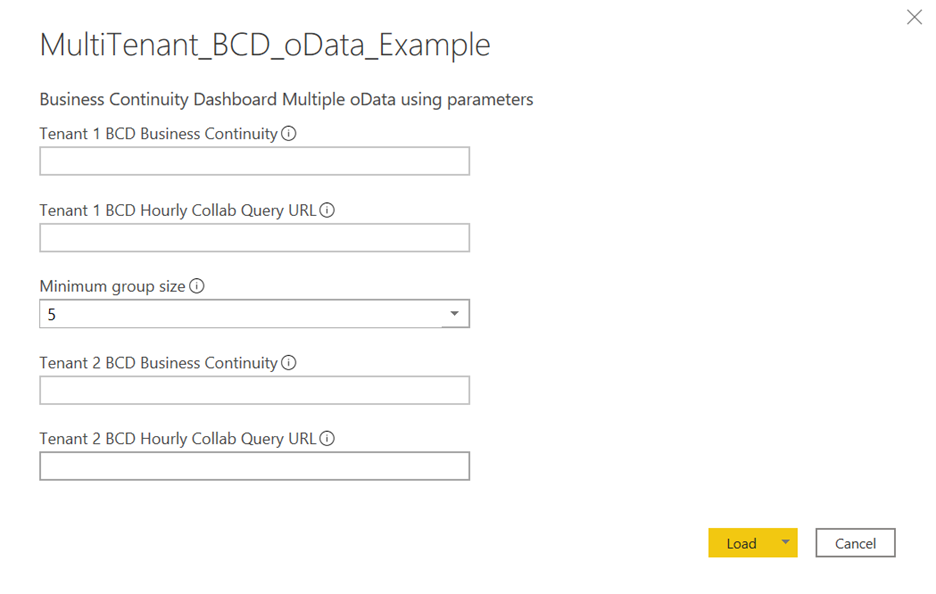 MultiTenant_BCD_oData_Example
Business Continuity Dashboard Multiple oData using parameters
Tenant 1 BCD Business Continuity
Tenant 1 BCD Hourly Collab Query URL
Minimum group size
5
Tenant 2 BCD Business Continuity
Tenant 2 BCD Hourly Collab Query URL
Load
Cancel